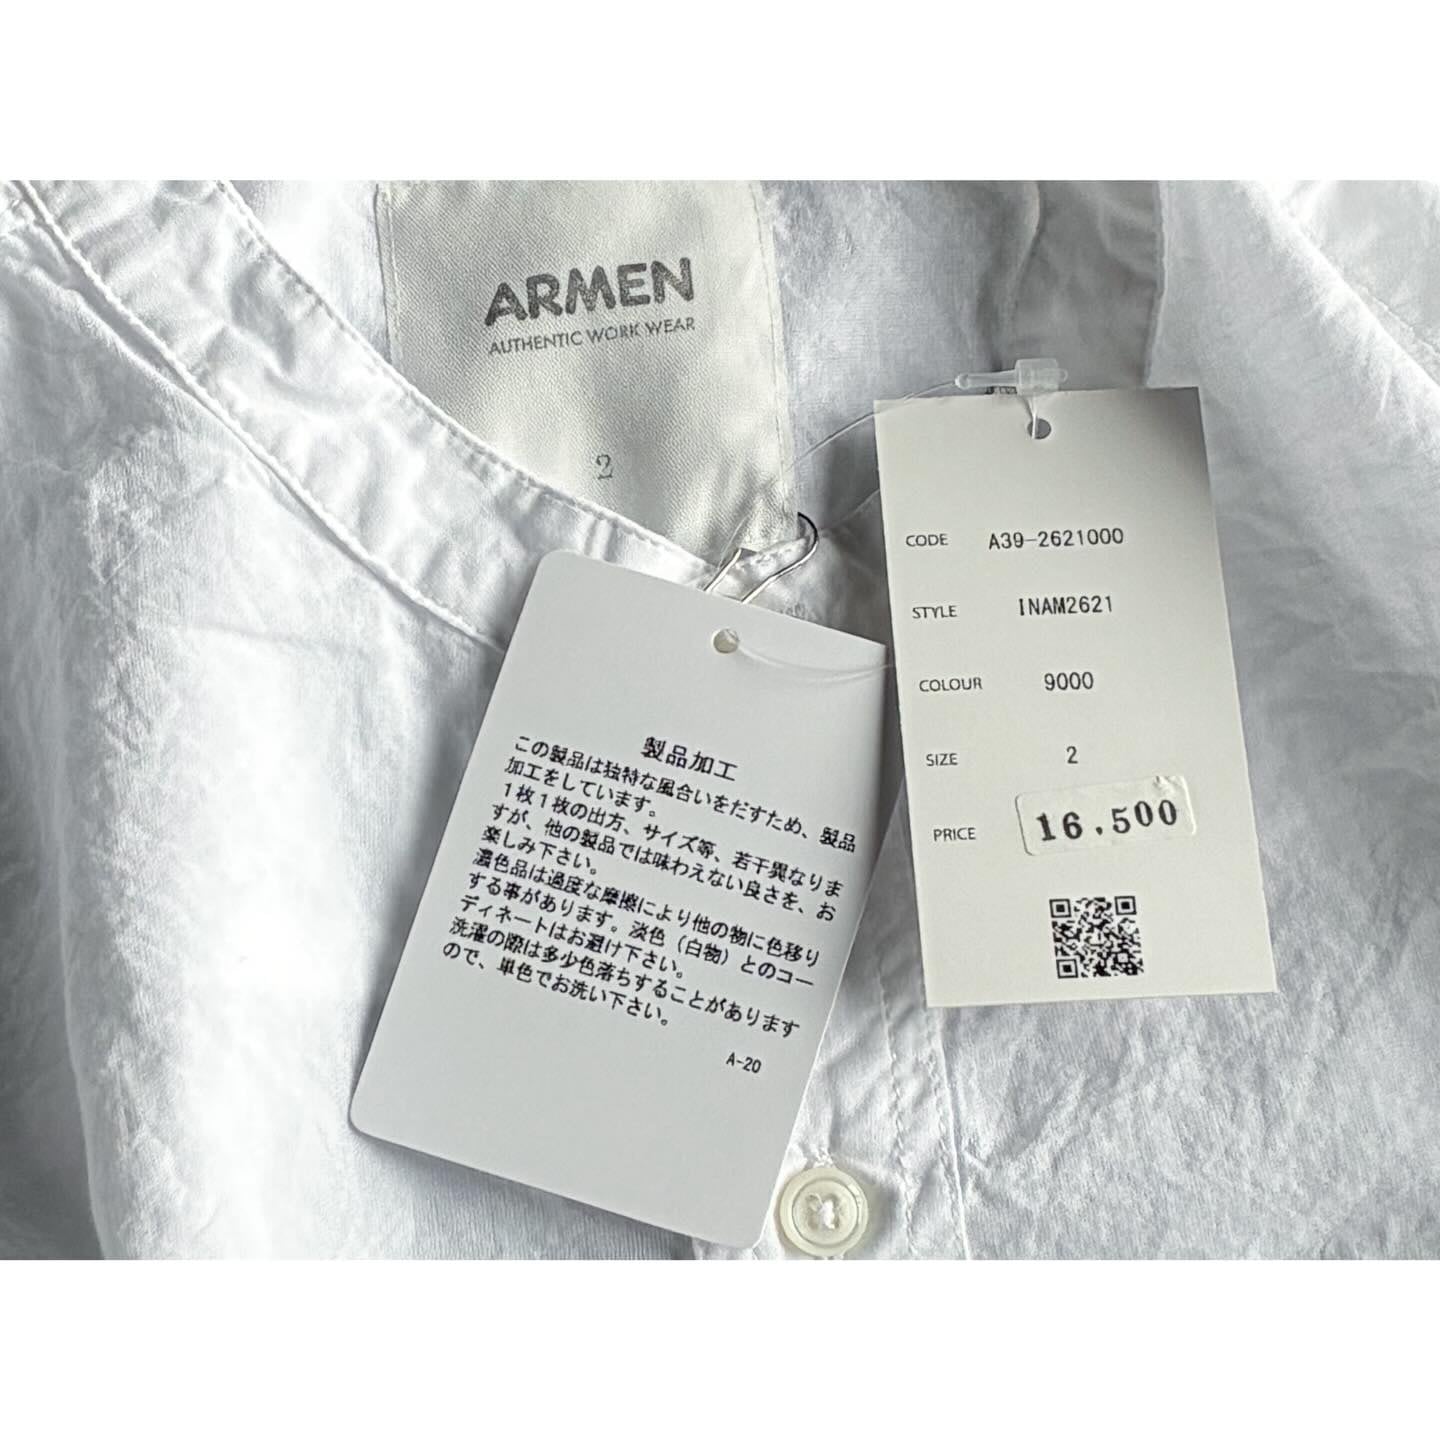 ARMEN
AUTHENTIC WORK WEAR
2
製品加工
この製品は独特な風合いをだすため、製品
加工をしています。
1枚1枚の出方、サイズ等、若干異なりま
すが、他の製品では味わえない良さを、お
楽しみ下さい。
濃色品は過度な摩擦により他の物に色移り
する事があります。淡色（白物）とのコー
ディネートはお避け下さい。
洗濯の際は多少色落ちすることがあります
ので、単色でお洗い下さい。
A-20
CODE A39-2621000
STYLE INAM2621
COLOUR 9000
SIZE 2
PRICE 16.500